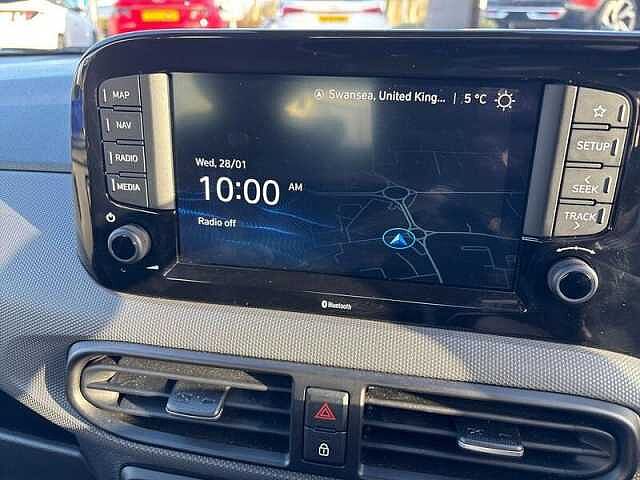 MAP
NAV
RADIO
MEDIA
Swansea, United King... | 5 °C
Wed, 28/01
10:00 AM
Radio off
SETUP
< SEEK
TRACK >
Bluetooth